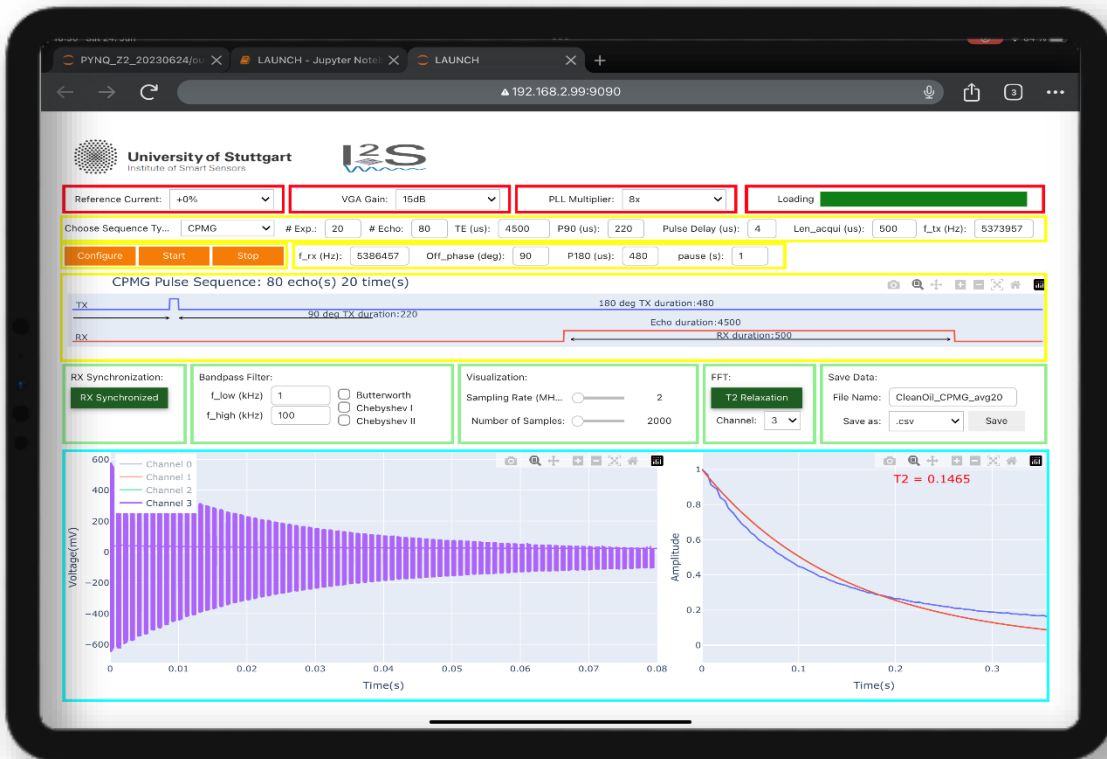 Sat 24. Jun 64 %
PYNQ_Z2_20230624/ou LAUNCH - Jupyter Noteb LAUNCH
192.168.2.99:9090 3
University of Stuttgart
Institute of Smart Sensors
I2S
Reference Current: +0% VGA Gain: 15dB PLL Multiplier: 8x Loading
Choose Sequence Ty... CPMG # Exp.: 20 # Echo: 80 TE (us): 4500 P90 (us): 220 Pulse Delay (us): 4 Len_acqui (us): 500 f_tx (Hz): 5373957
Configure Start Stop f_rx (Hz): 5386457 Off_phase (deg): 90 P180 (us): 480 pause (s): 1
CPMG Pulse Sequence: 80 echo(s) 20 time(s)
TX 180 deg TX duration:480
90 deg TX duration:220
Echo duration:4500
RX RX duration:500
RX Synchronization: Bandpass Filter: Visualization: FFT: Save Data:
RX Synchronized f_low (kHz) 1 Butterworth Sampling Rate (MH... 2 T2 Relaxation File Name: CleanOil_CPMG_avg20
Chebyshev I
f_high (kHz) 100 Chebyshev II Number of Samples: 2000 Channel: 3 Save as: .csv Save
Channel 0
Channel 1
Channel 2
Channel 3
600
400
200
0
−200
−400
−600
Voltage(mV)
0 0.01 0.02 0.03 0.04 0.05 0.06 0.07 0.08
Time(s)
T2 = 0.1465
1
0.8
0.6
0.4
0.2
0
Amplitude
0 0.1 0.2 0.3
Time(s)